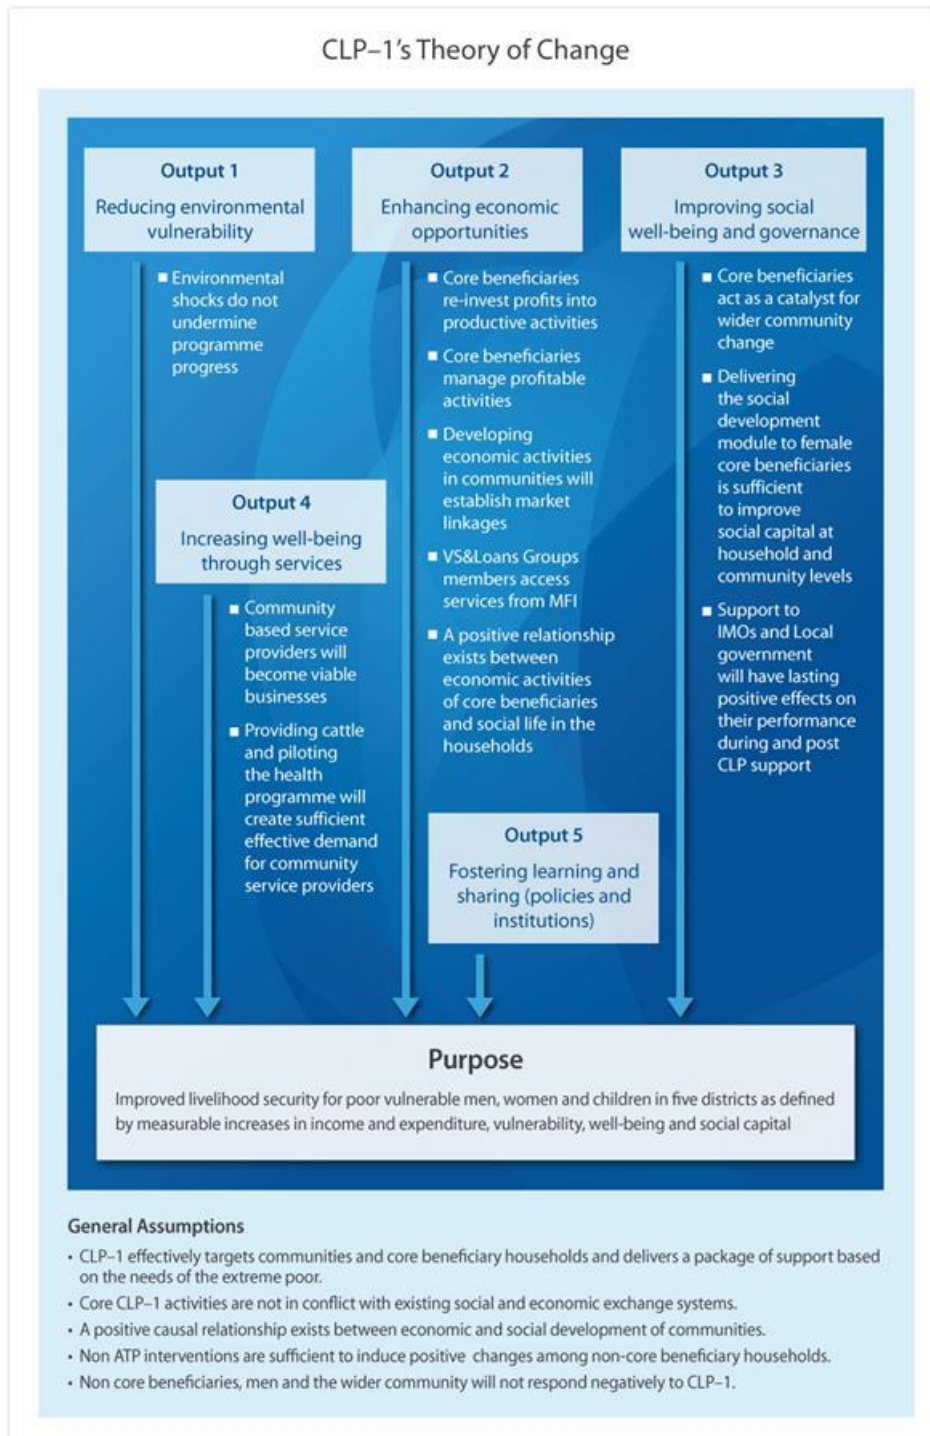 CLP–1’s Theory of Change
Output 1
Reducing environmental
vulnerability
■ Environmental
shocks do not
undermine
programme
progress
Output 2
Enhancing economic
opportunities
■ Core beneficiaries
re-invest profits into
productive activities
■ Core beneficiaries
manage profitable
activities
■ Developing
economic activities
in communities will
establish market
linkages
■ VS&Loans Groups
members access
services from MFI
■ A positive relationship
exists between
economic activities
of core beneficiaries
and social life in the
households
Output 3
Improving social
well-being and governance
■ Core beneficiaries
act as a catalyst for
wider community
change
■ Delivering
the social
development
module to female
core beneficiaries
is sufficient
to improve
social capital at
household and
community levels
■ Support to
IMOs and Local
government
will have lasting
positive effects on
their performance
during and post
CLP support
Output 4
Increasing well-being
through services
■ Community
based service
providers will
become viable
businesses
■ Providing cattle
and piloting
the health
programme will
create sufficient
effective demand
for community
service providers
Output 5
Fostering learning and
sharing (policies and
institutions)
Purpose
Improved livelihood security for poor vulnerable men, women and children in five districts as defined
by measurable increases in income and expenditure, vulnerability, well-being and social capital
General Assumptions
• CLP–1 effectively targets communities and core beneficiary households and delivers a package of support based
on the needs of the extreme poor.
• Core CLP–1 activities are not in conflict with existing social and economic exchange systems.
• A positive causal relationship exists between economic and social development of communities.
• Non ATP interventions are sufficient to induce positive changes among non-core beneficiary households.
• Non core beneficiaries, men and the wider community will not respond negatively to CLP–1.